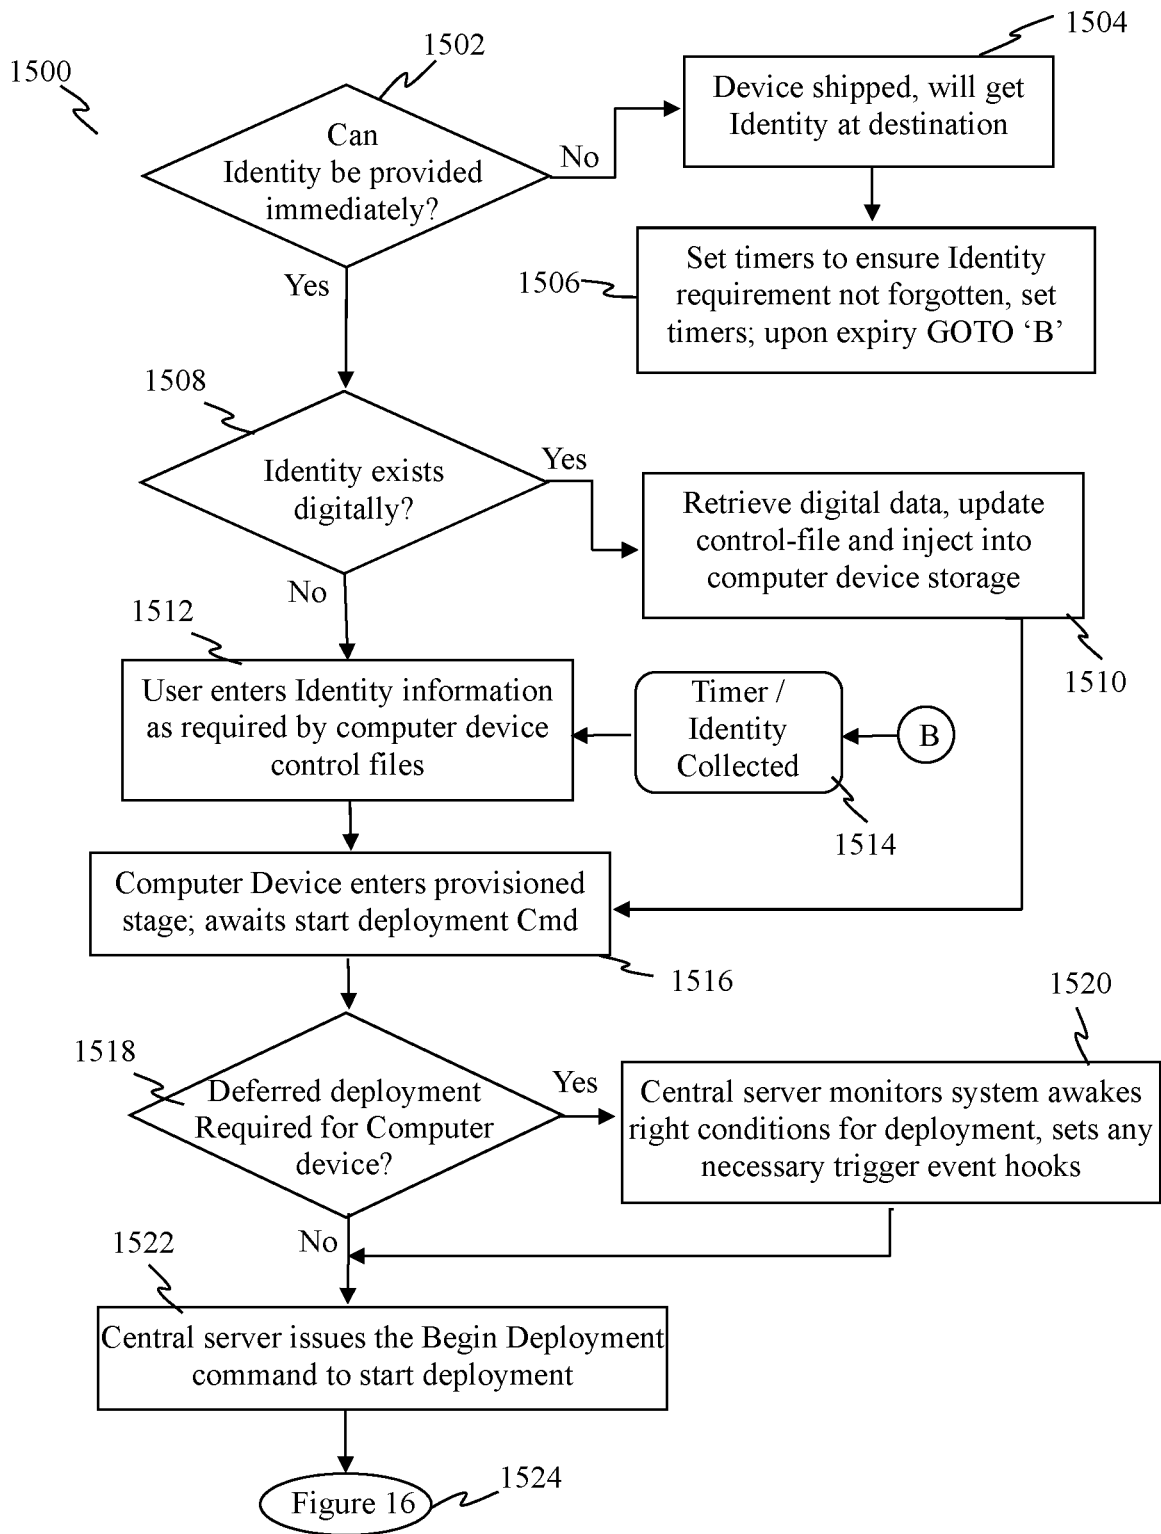 1500
1502
Can
Identity be provided
immediately?
No
1504
Device shipped, will get
Identity at destination
Yes
1506
Set timers to ensure Identity
requirement not forgotten, set
timers; upon expiry GOTO ‘B’
1508
Identity exists
digitally?
Yes
Retrieve digital data, update
control-file and inject into
computer device storage
1510
No
1512
User enters Identity information
as required by computer device
control files
Timer /
Identity
Collected
B
1514
Computer Device enters provisioned
stage; awaits start deployment Cmd
1516
1518
Deferred deployment
Required for Computer
device?
Yes
1520
Central server monitors system awakes
right conditions for deployment, sets any
necessary trigger event hooks
No
1522
Central server issues the Begin Deployment
command to start deployment
Figure 16
1524